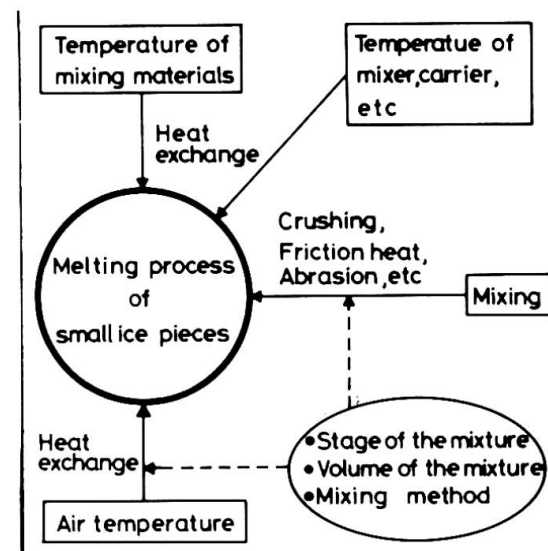 Temperature of
mixing materials
Temperatue of
mixer,carrier,
etc
Heat
exchange
Crushing,
Friction heat,
Abrasion,etc
Melting process
of
small ice pieces
Mixing
Heat
exchange
•Stage of the mixture
•Volume of the mixture
•Mixing method
Air temperature